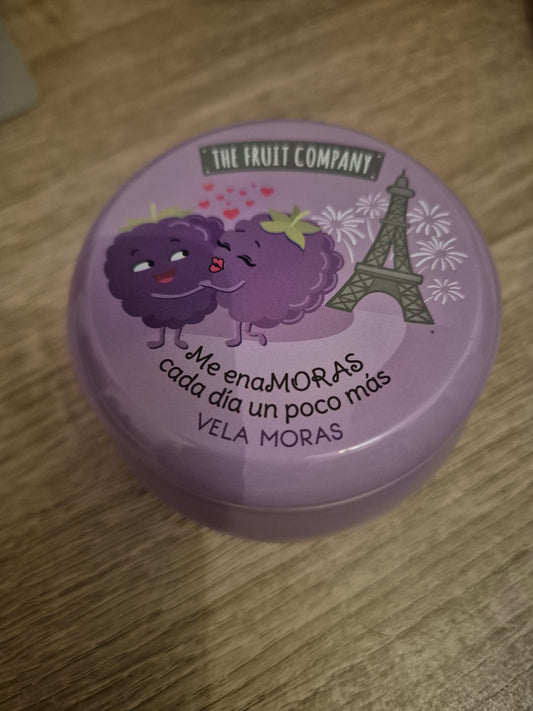 THE FRUIT COMPANY
Me enaMORAS
cada día un poco más
VELA MORAS